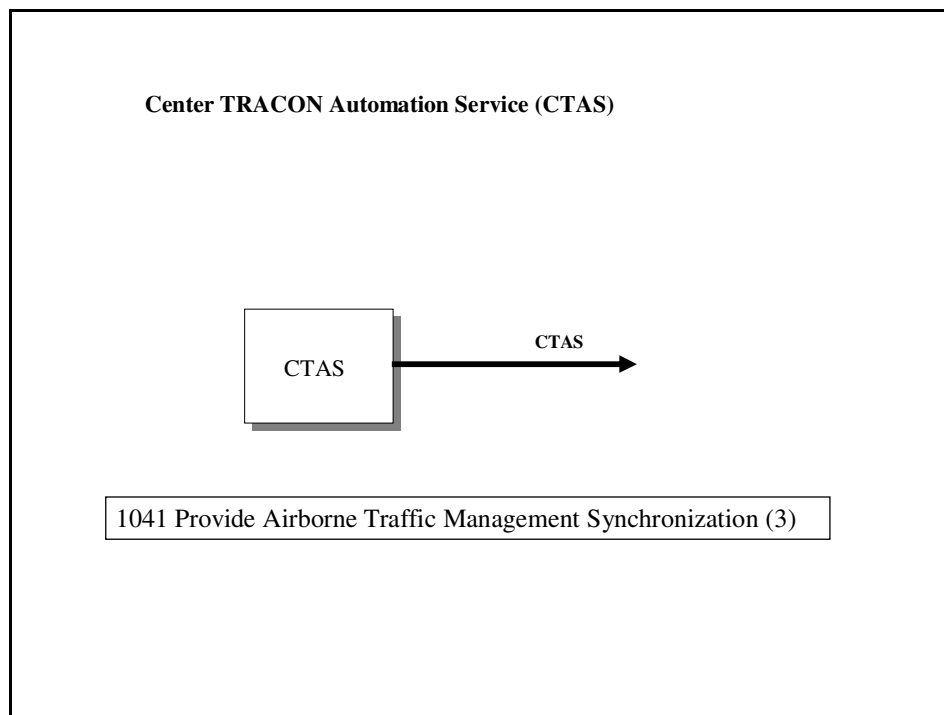 Center TRACON Automation Service (CTAS)
CTAS
CTAS
1041 Provide Airborne Traffic Management Synchronization (3)